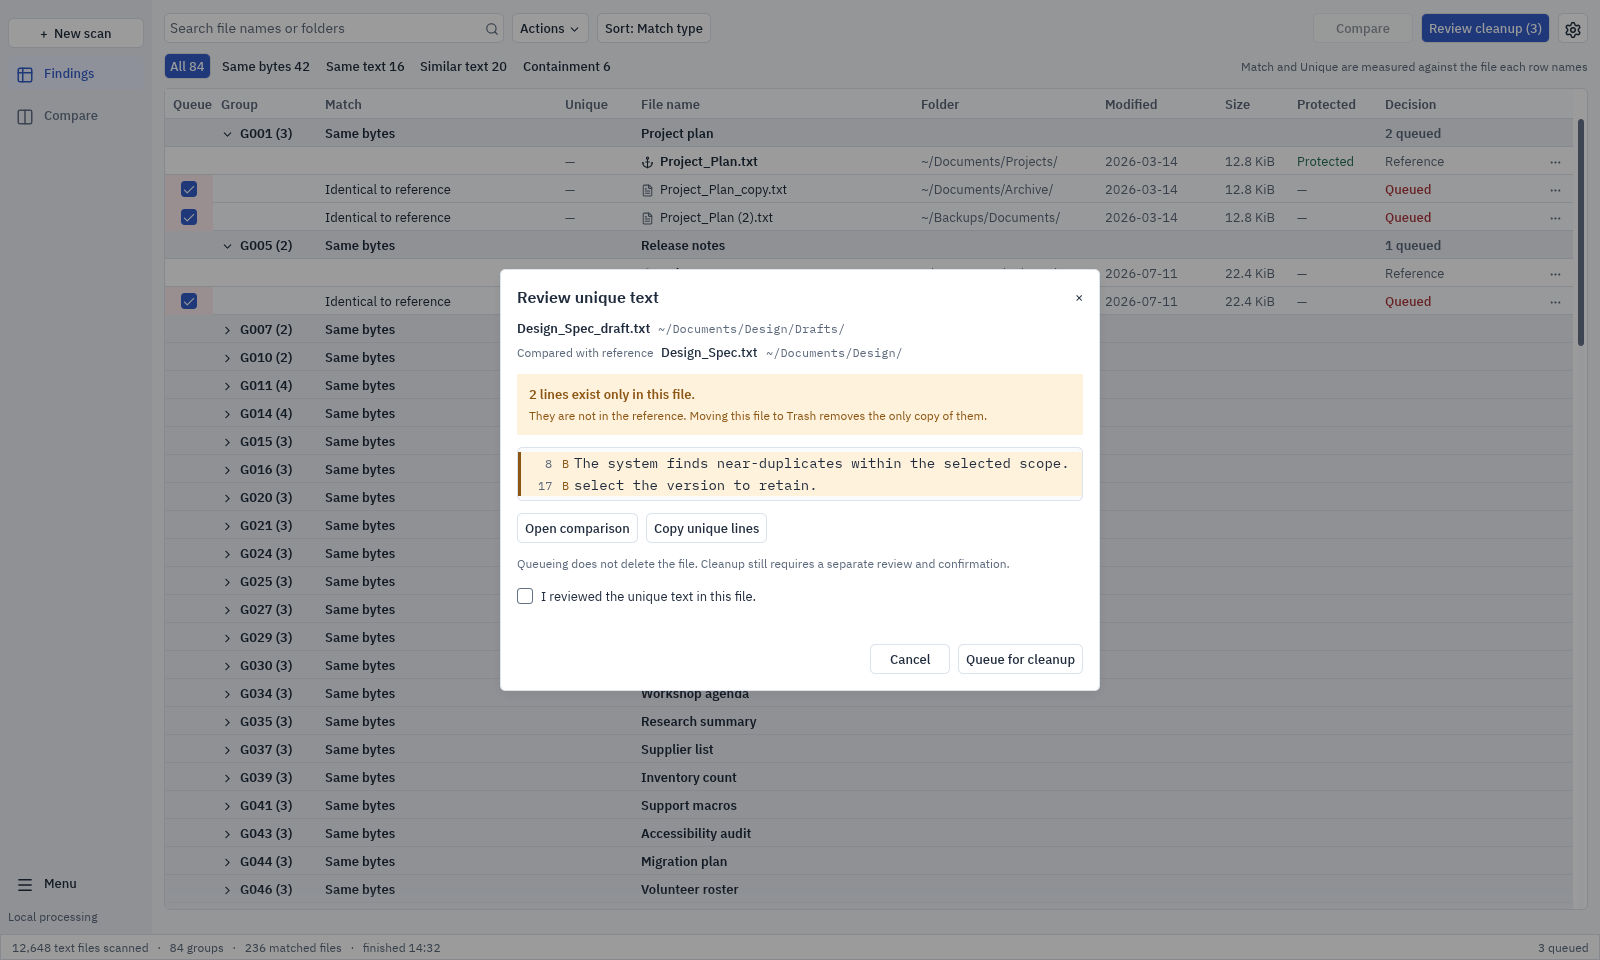 + New scan
Findings
Compare
Menu
Local processing
Search file names or folders
Actions
Sort: Match type
Compare
Review cleanup (3)
All 84
Same bytes 42
Same text 16
Similar text 20
Containment 6
Match and Unique are measured against the file each row names
Queue Group Match Unique File name Folder Modified Size Protected Decision
G001 (3) Same bytes Project plan 2 queued
— Project_Plan.txt ~/Documents/Projects/ 2026-03-14 12.8 KiB Protected Reference ...
Identical to reference — Project_Plan_copy.txt ~/Documents/Archive/ 2026-03-14 12.8 KiB — Queued ...
Identical to reference — Project_Plan (2).txt ~/Backups/Documents/ 2026-03-14 12.8 KiB — Queued ...
G005 (2) Same bytes Release notes 1 queued
2026-07-11 22.4 KiB — Reference ...
Identical to reference 2026-07-11 22.4 KiB — Queued ...
G007 (2) Same bytes
G010 (2) Same bytes
G011 (4) Same bytes
G014 (4) Same bytes
G015 (3) Same bytes
G016 (3) Same bytes
G020 (3) Same bytes
G021 (3) Same bytes
G024 (3) Same bytes
G025 (3) Same bytes
G027 (3) Same bytes
G029 (3) Same bytes
G030 (3) Same bytes
G034 (3) Same bytes Workshop agenda
G035 (3) Same bytes Research summary
G037 (3) Same bytes Supplier list
G039 (3) Same bytes Inventory count
G041 (3) Same bytes Support macros
G043 (3) Same bytes Accessibility audit
G044 (3) Same bytes Migration plan
G046 (3) Same bytes Volunteer roster
Review unique text ×
Design_Spec_draft.txt ~/Documents/Design/Drafts/
Compared with reference Design_Spec.txt ~/Documents/Design/
2 lines exist only in this file.
They are not in the reference. Moving this file to Trash removes the only copy of them.
8 B The system finds near-duplicates within the selected scope.
17 B select the version to retain.
Open comparison
Copy unique lines
Queueing does not delete the file. Cleanup still requires a separate review and confirmation.
I reviewed the unique text in this file.
Cancel
Queue for cleanup
12,648 text files scanned · 84 groups · 236 matched files · finished 14:32
3 queued